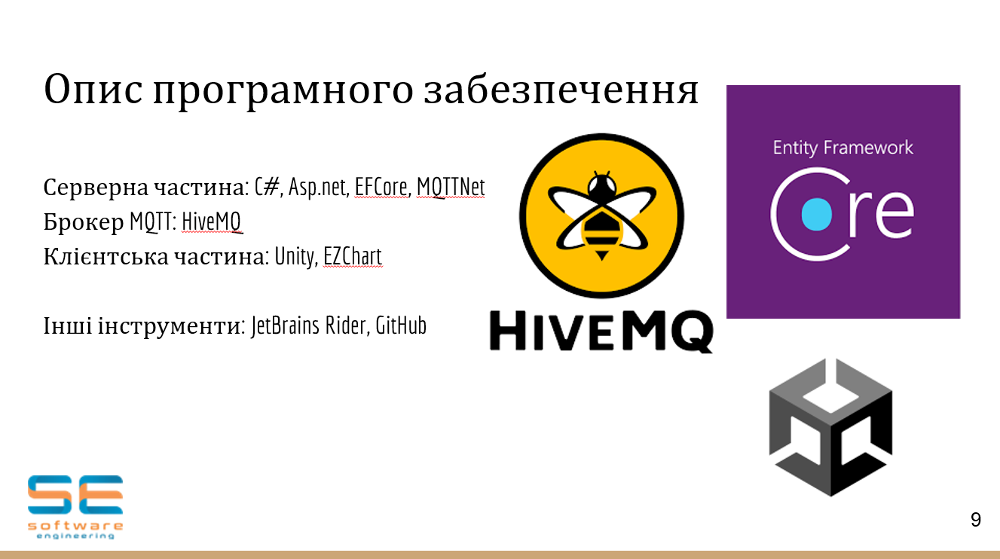 Опис програмного забезпечення
Серверна частина: C#, Asp.net, EFCore, MQTTNet
Брокер MQTT: HiveMQ
Клієнтська частина: Unity, EZChart
Інші інструменти: JetBrains Rider, GitHub
HIVEMQ
Entity Framework
Core
SE
software
engineering
9